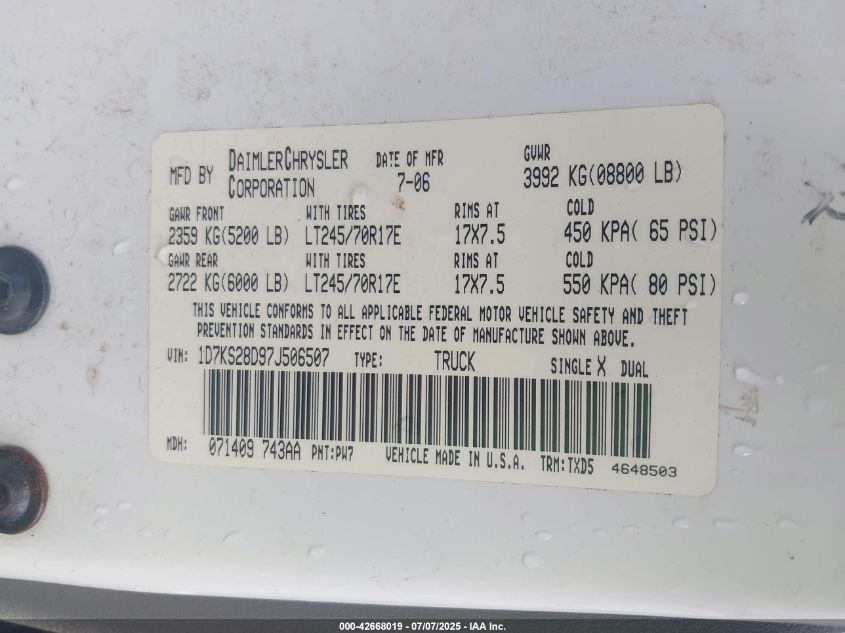 MFD BY DAIMLERCHRYSLER CORPORATION DATE OF MFR 7-06 GVWR 3992 KG(08800 LB)
GAWR FRONT WITH TIRES RIMS AT COLD
2359 KG(5200 LB) LT245/70R17E 17X7.5 450 KPA( 65 PSI)
GAWR REAR WITH TIRES RIMS AT COLD
2722 KG(6000 LB) LT245/70R17E 17X7.5 550 KPA( 80 PSI)
THIS VEHICLE CONFORMS TO ALL APPLICABLE FEDERAL MOTOR VEHICLE SAFETY AND THEFT
PREVENTION STANDARDS IN EFFECT ON THE DATE OF MANUFACTURE SHOWN ABOVE.
VIN: 1D7KS28D97J506507 TYPE: TRUCK SINGLE X DUAL
MDH: 071409 743AA PNT:PW7 VEHICLE MADE IN U.S.A. TRM:TXD5 4648503
000-42668019 - 07/07/2025 - IAA Inc.